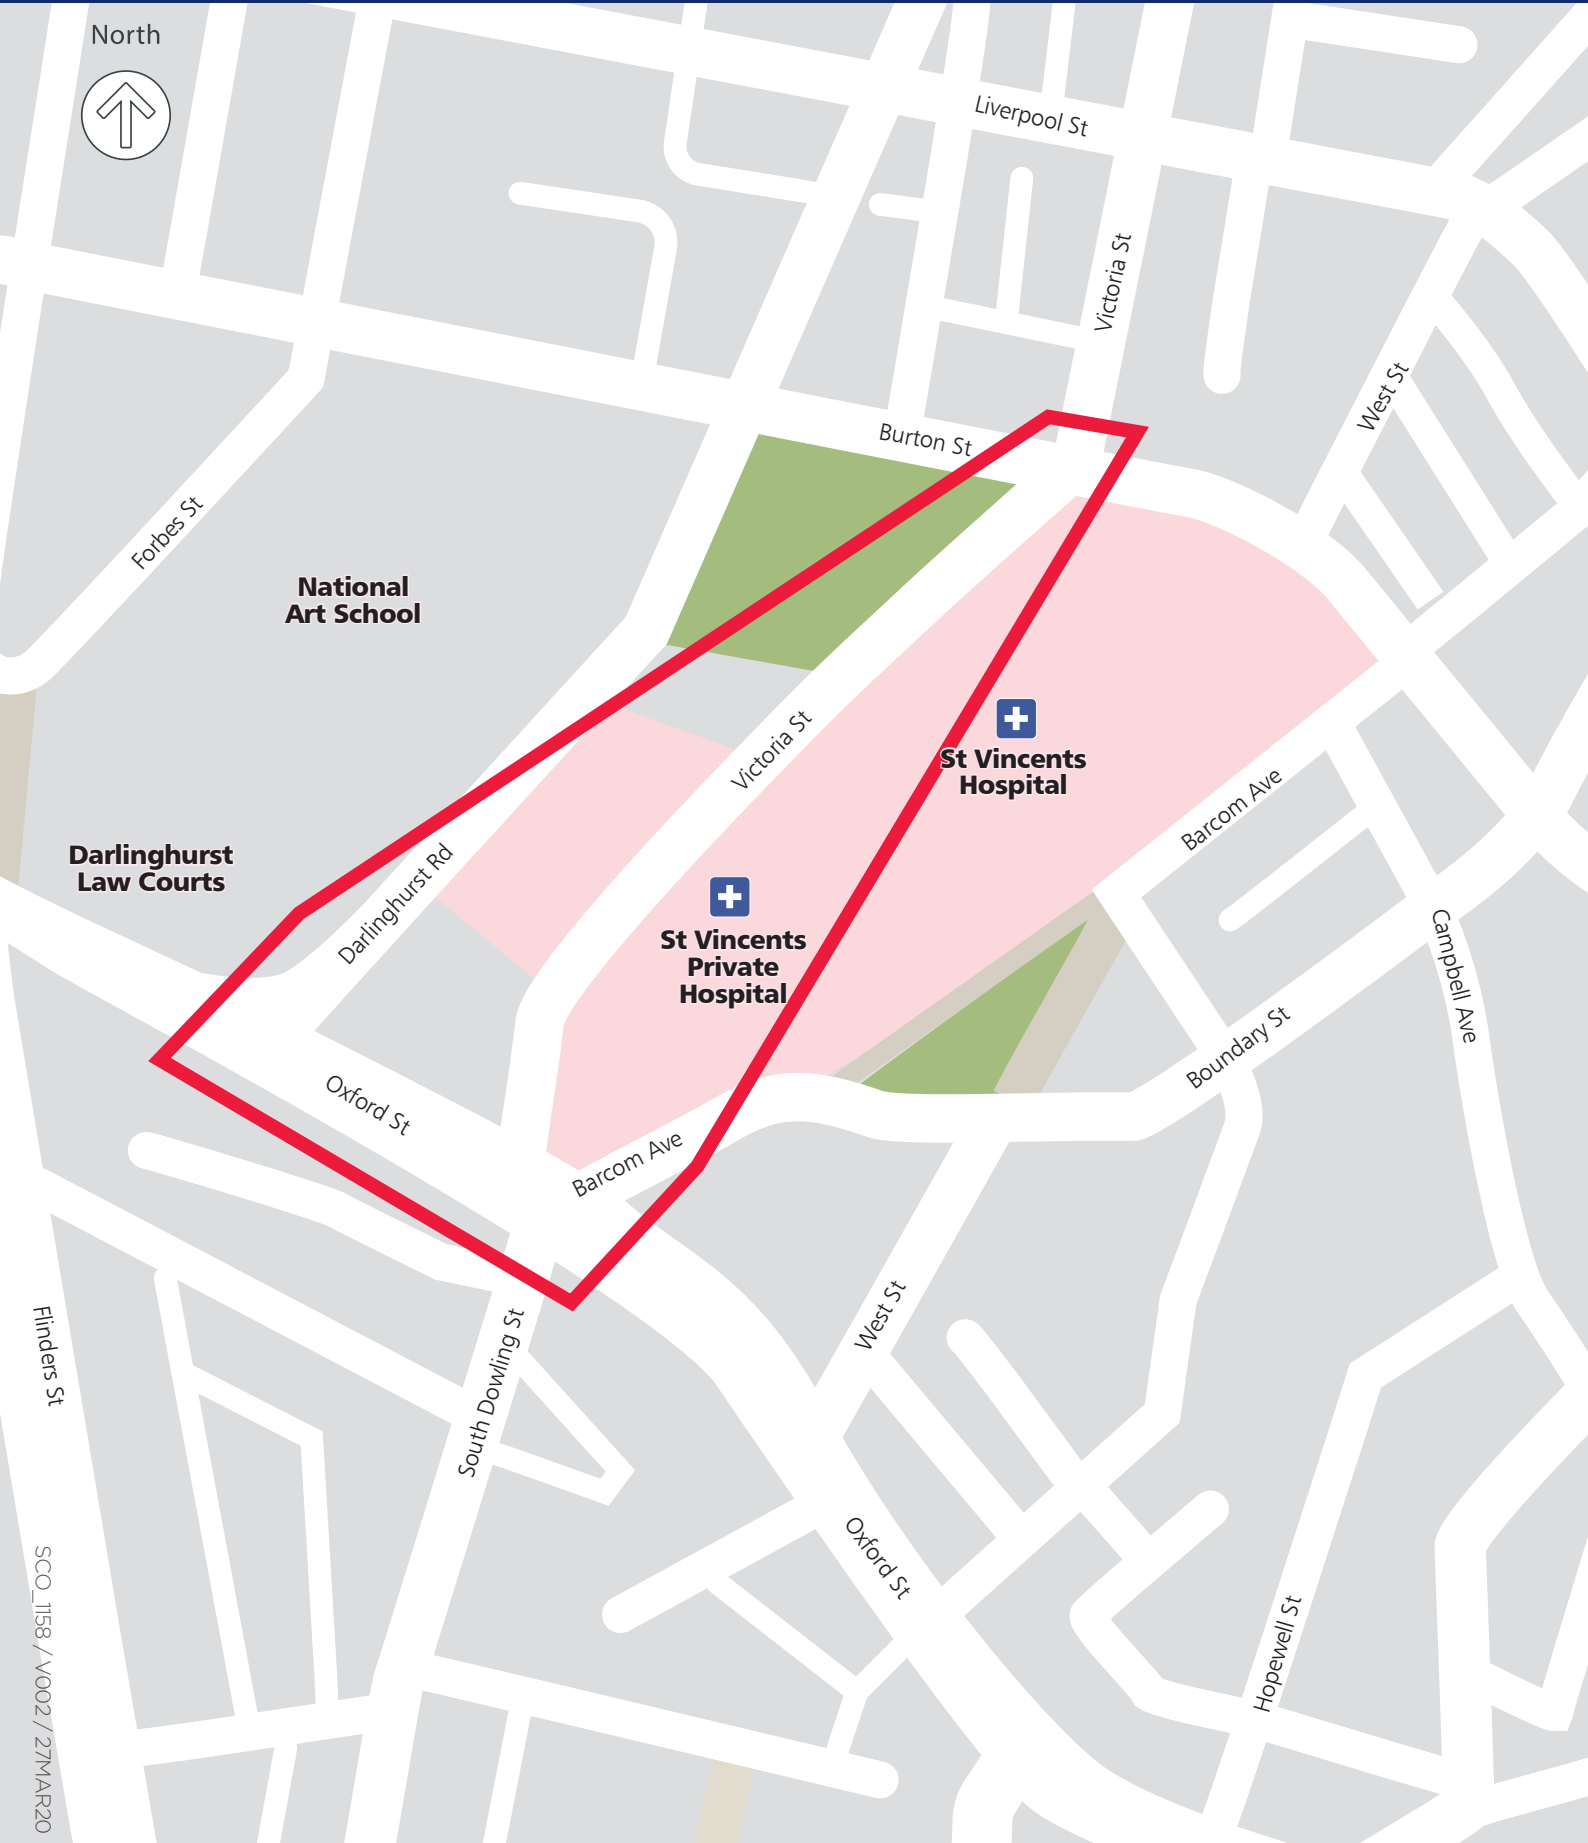 North
Liverpool St
Victoria St
West St
Burton St
Forbes St
National
Art School
Victoria St
St Vincents
Hospital
Barcom Ave
Darlinghurst
Law Courts
Darlinghurst Rd
St Vincents
Private
Hospital
Campbell Ave
Boundary St
Oxford St
Barcom Ave
West St
Flinders St
South Dowling St
Oxford St
Hopewell St
SCO_1158 / V002 / 27MAR20